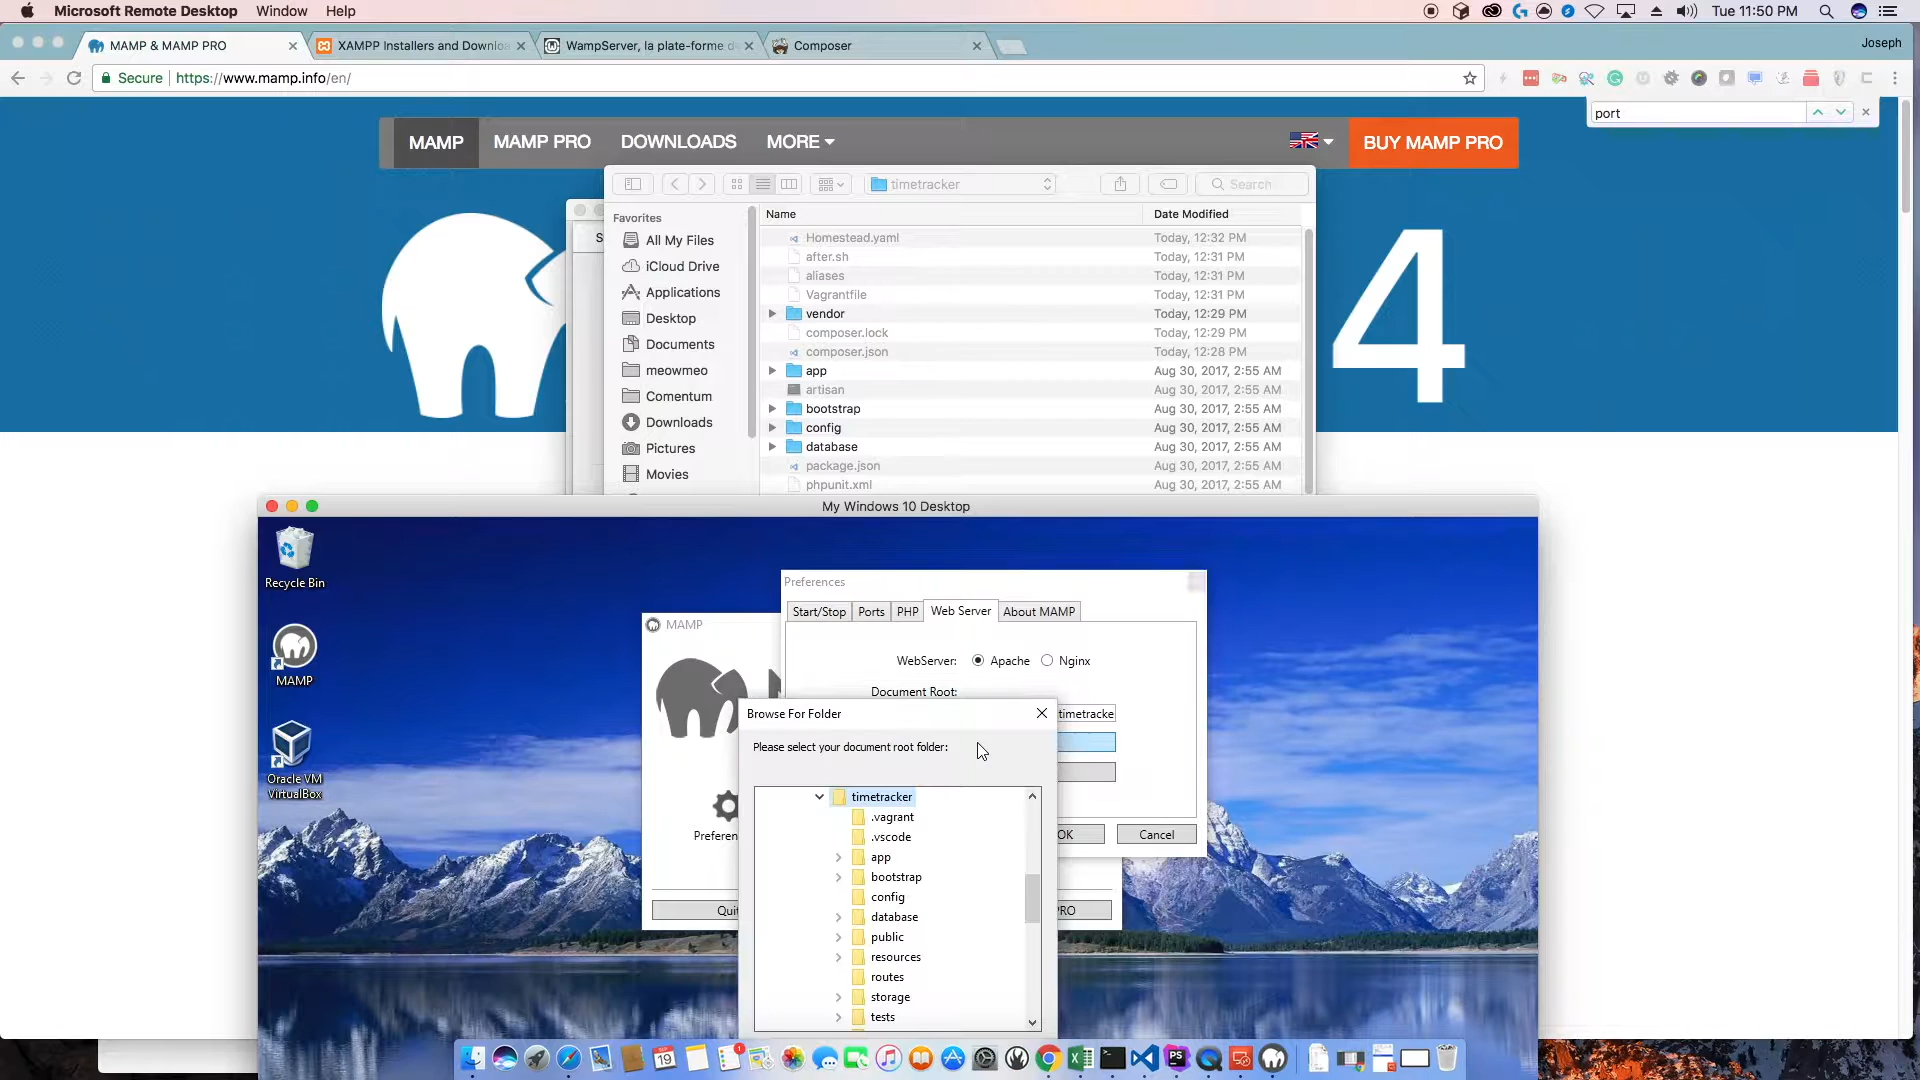 Microsoft Remote Desktop Window Help Tue 11:50 PM
MAMP & MAMP PRO XAMPP Installers and Downloa WampServer, la plate-forme d Composer Joseph
Secure https://www.mamp.info/en/
port
MAMP MAMP PRO DOWNLOADS MORE BUY MAMP PRO
timetracker Search
Favorites Name Date Modified
S
All My Files
iCloud Drive
Applications
Desktop
Documents
meowmeo
Comentum
Downloads
Pictures
Movies
Homestead.yaml Today, 12:32 PM
after.sh Today, 12:31 PM
aliases Today, 12:31 PM
Vagrantfile Today, 12:31 PM
vendor Today, 12:29 PM
composer.lock Today, 12:29 PM
composer.json Today, 12:28 PM
app Aug 30, 2017, 2:55 AM
artisan Aug 30, 2017, 2:55 AM
bootstrap Aug 30, 2017, 2:55 AM
config Aug 30, 2017, 2:55 AM
database Aug 30, 2017, 2:55 AM
package.json Aug 30, 2017, 2:55 AM
phpunit.xml Aug 30, 2017, 2:55 AM
4
My Windows 10 Desktop
Recycle Bin
MAMP
Oracle VM
VirtualBox
MAMP
Preferen
Qui
PRO
Preferences
Start/Stop Ports PHP Web Server About MAMP
WebServer: Apache Nginx
Document Root:
timetracke
OK Cancel
Browse For Folder
Please select your document root folder:
timetracker
.vagrant
.vscode
app
bootstrap
config
database
public
resources
routes
storage
tests
19
1
PS